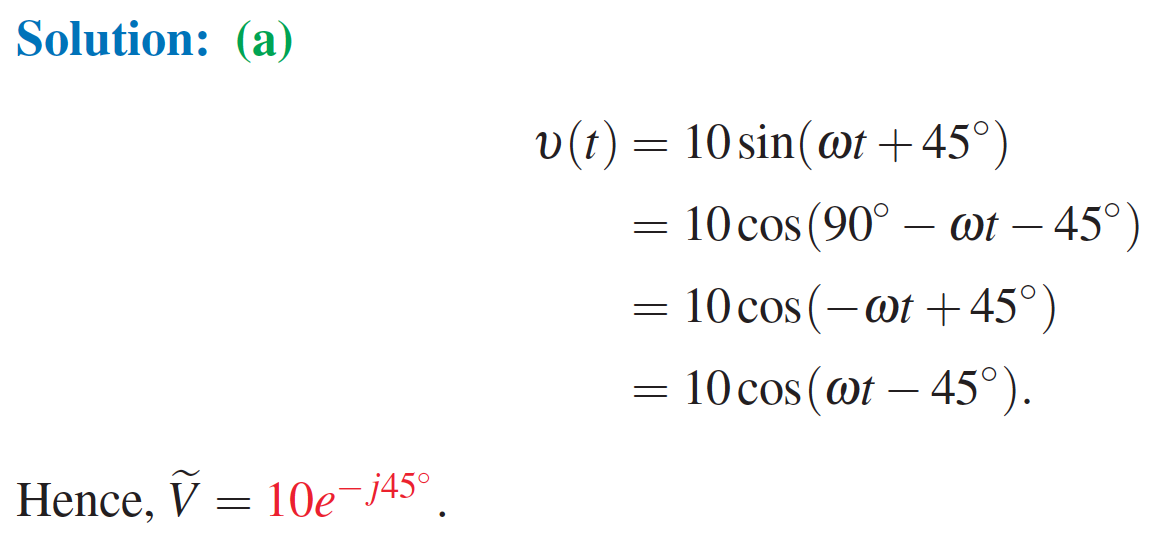 Solution: (a)
υ(t) = 10 sin(ωt + 45°)
= 10 cos(90° − ωt − 45°)
= 10 cos(−ωt + 45°)
= 10 cos(ωt − 45°).
Hence, Ṽ = 10e^{−j45°}.